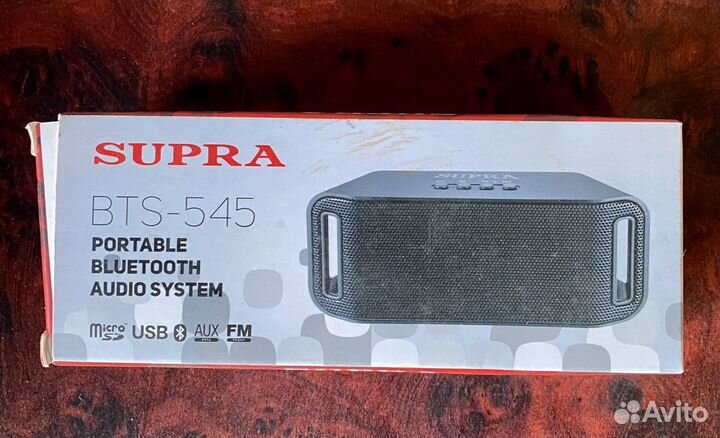 SUPRA
BTS-545
PORTABLE
BLUETOOTH
AUDIO SYSTEM
micro SD USB AUX FM
SUPRA
Avito